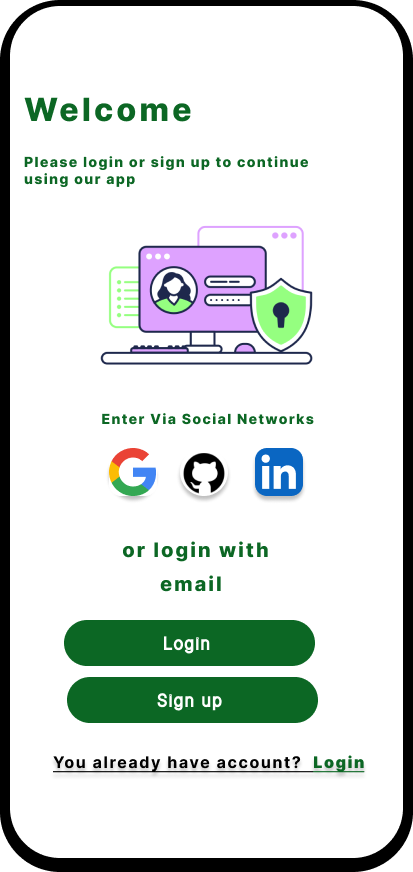 Welcome
Please login or sign up to continue
using our app
Enter Via Social Networks
in
or login with
email
Login
Sign up
You already have account? Login